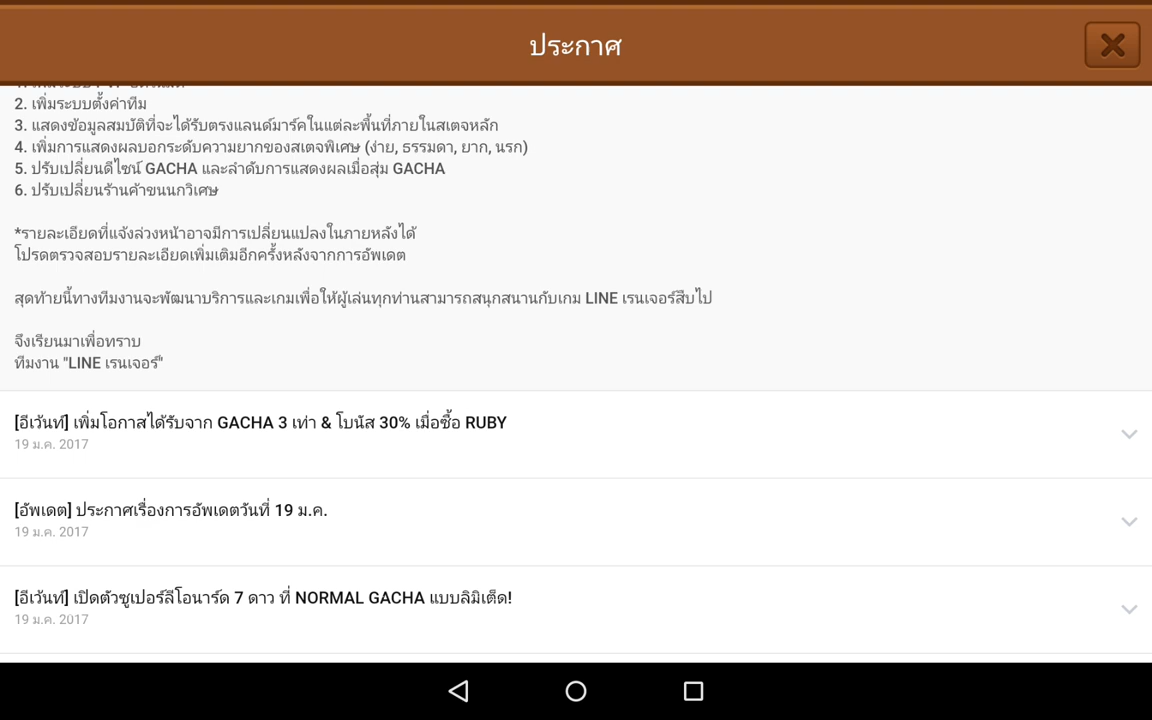 ประกาศ
2. เพิ่มระบบตั้งค่าทีม
3. แสดงข้อมูลสมบัติที่จะได้รับตรงแลนด์มาร์คในแต่ละพื้นที่ภายในสเตจหลัก
4. เพิ่มการแสดงผลบอกระดับความยากของสเตจพิเศษ (ง่าย, ธรรมดา, ยาก, นรก)
5. ปรับเปลี่ยนดีไซน์ GACHA และลำดับการแสดงผลเมื่อสุ่ม GACHA
6. ปรับเปลี่ยนร้านค้าขนนกวิเศษ
*รายละเอียดที่แจ้งล่วงหน้าอาจมีการเปลี่ยนแปลงในภายหลังได้
โปรดตรวจสอบรายละเอียดเพิ่มเติมอีกครั้งหลังจากการอัพเดต
สุดท้ายนี้ทางทีมงานจะพัฒนาบริการและเกมเพื่อให้ผู้เล่นทุกท่านสามารถสนุกสนานกับเกม LINE เรนเจอร์สืบไป
จึงเรียนมาเพื่อทราบ
ทีมงาน "LINE เรนเจอร์"
[อีเว้นท์] เพิ่มโอกาสได้รับจาก GACHA 3 เท่า & โบนัส 30% เมื่อซื้อ RUBY
19 ม.ค. 2017
[อัพเดต] ประกาศเรื่องการอัพเดตวันที่ 19 ม.ค.
19 ม.ค. 2017
[อีเว้นท์] เปิดตัวซูเปอร์ลีโอนาร์ด 7 ดาว ที่ NORMAL GACHA แบบลิมิเต็ด!
19 ม.ค. 2017